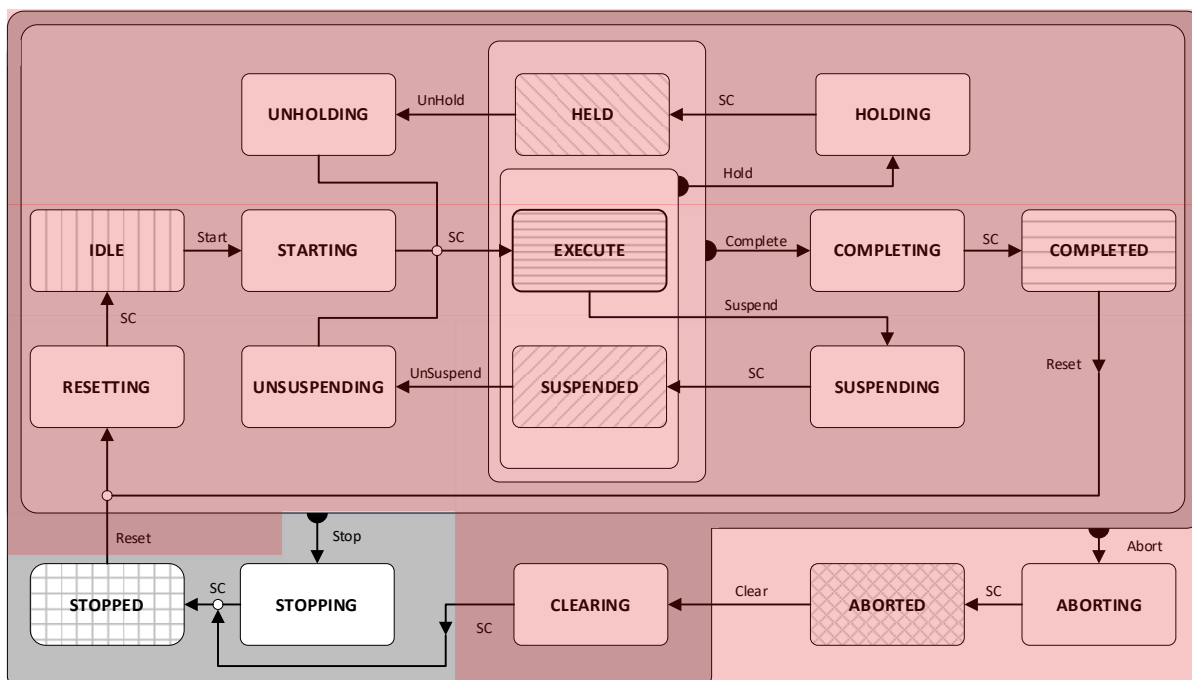 UNHOLDING
UnHold
HELD
SC
HOLDING
Hold
IDLE
Start
STARTING
SC
EXECUTE
Complete
COMPLETING
SC
COMPLETED
SC
Suspend
RESETTING
UNSUSPENDING
UnSuspend
SUSPENDED
SC
SUSPENDING
Reset
Reset
Stop
Abort
STOPPED
SC
STOPPING
SC
CLEARING
Clear
ABORTED
SC
ABORTING